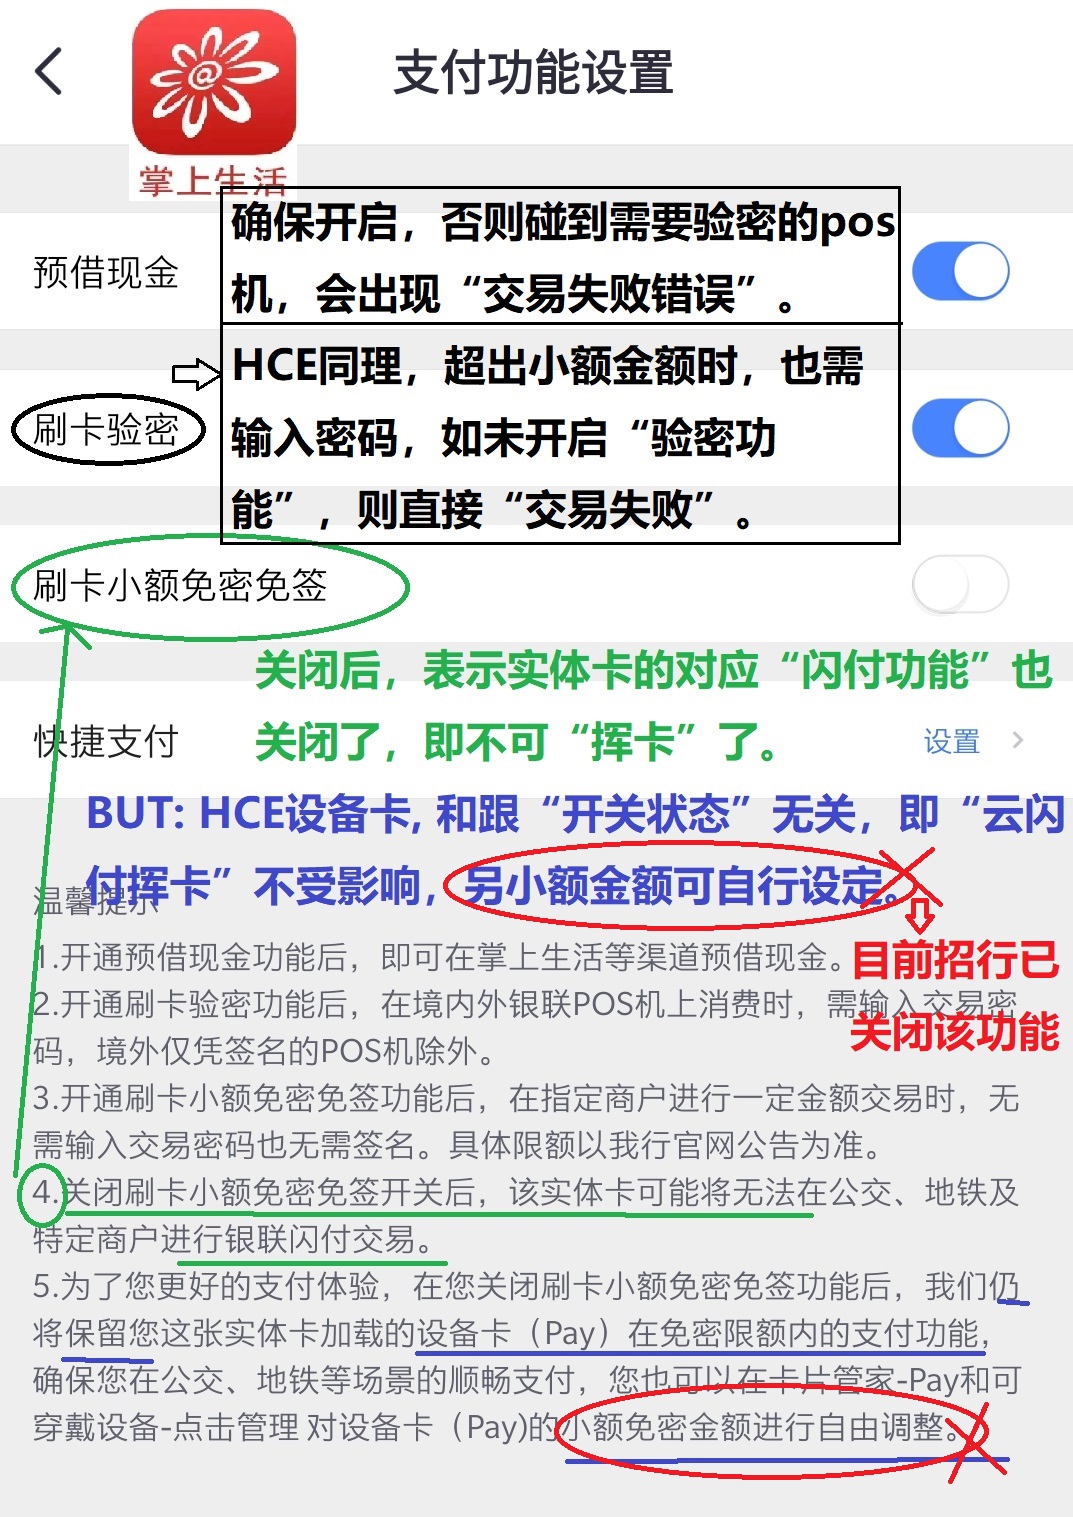 支付功能设置
掌上生活
确保开启，否则碰到需要验密的pos
机，会出现“交易失败错误”。
预借现金
HCE同理，超出小额金额时，也需
输入密码，如未开启“验密功
能”，则直接“交易失败”。
刷卡验密
刷卡小额免密免签
关闭后，表示实体卡的对应“闪付功能”也
关闭了，即不可“挥卡”了。
快捷支付
设置
BUT: HCE设备卡, 和跟“开关状态”无关，即“云闪
付挥卡”不受影响，另小额金额可自行设定。
温馨提示
目前招行已
关闭该功能
1.开通预借现金功能后，即可在掌上生活等渠道预借现金。
2.开通刷卡验密功能后，在境内外银联POS机上消费时，需输入交易密
码，境外仅凭签名的POS机除外。
3.开通刷卡小额免密免签功能后，在指定商户进行一定金额交易时，无
需输入交易密码也无需签名。具体限额以我行官网公告为准。
4.关闭刷卡小额免密免签开关后，该实体卡可能将无法在公交、地铁及
特定商户进行银联闪付交易。
5.为了您更好的支付体验，在您关闭刷卡小额免密免签功能后，我们仍
将保留您这张实体卡加载的设备卡（Pay）在免密限额内的支付功能，
确保您在公交、地铁等场景的顺畅支付，您也可以在卡片管家-Pay和可
穿戴设备-点击管理 对设备卡（Pay)的小额免密金额进行自由调整。